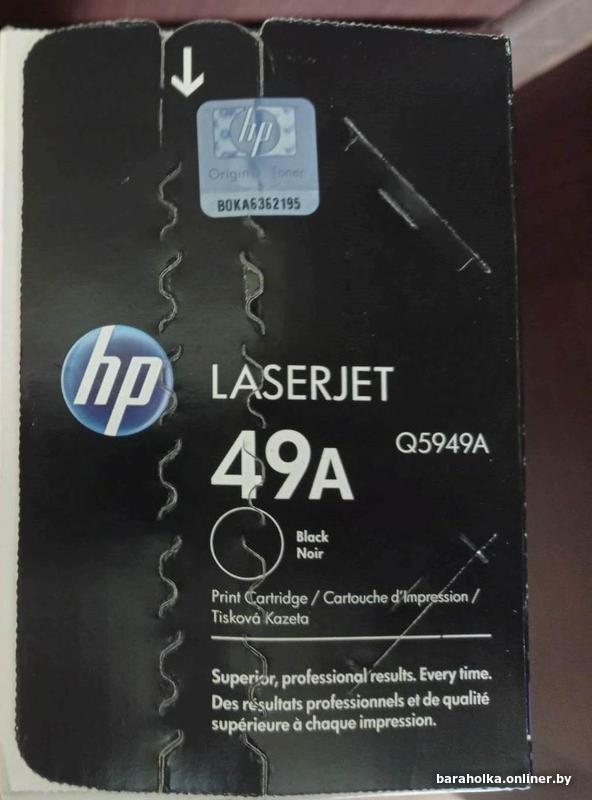 hp
Original Toner
BOKA6362195
hp
LASERJET
49A
Q5949A
Black
Noir
Print Cartridge / Cartouche d'Impression /
Tisková Kazeta
Superior, professional results. Every time.
Des résultats professionnels et de qualité
supérieure à chaque impression.
baraholka.onliner.by